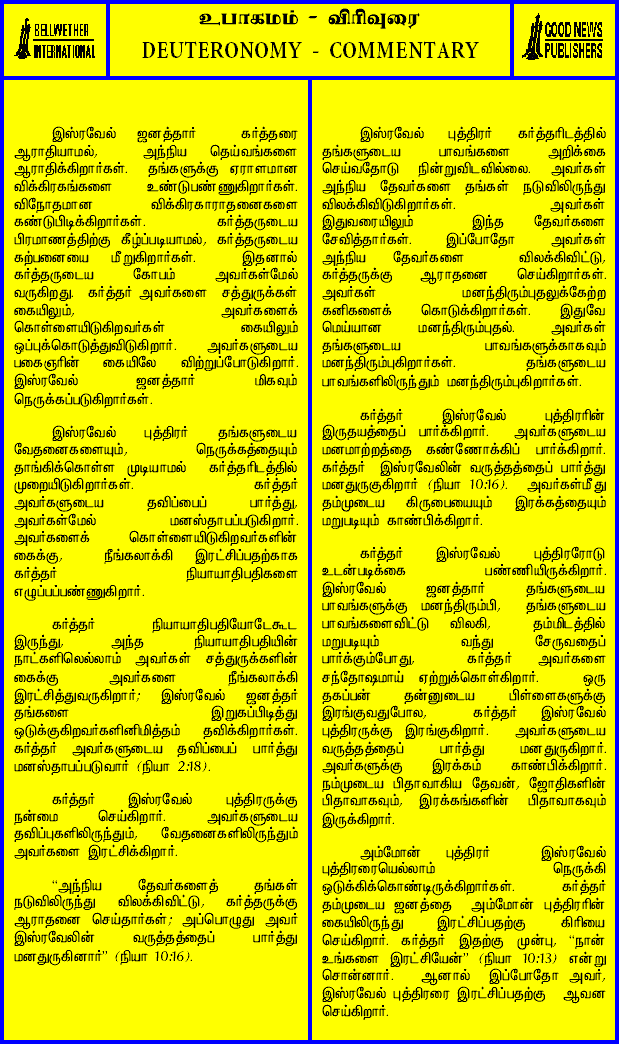 BELLWETHER
INTERNATIONAL
உபாகமம் - விரிவுரை
DEUTERONOMY - COMMENTARY
GOOD NEWS
PUBLISHERS
இஸ்ரவேல் ஜனத்தார் கர்த்தரை
ஆராதியாமல், அந்நிய தெய்வங்களை
ஆராதிக்கிறார்கள். தங்களுக்கு ஏராளமான
விக்கிரகங்களை உண்டுபண்ணுகிறார்கள்.
விநோதமான விக்கிரகாராதனைகளை
கண்டுபிடிக்கிறார்கள். கர்த்தருடைய
பிரமாணத்திற்கு கீழ்ப்படியாமல், கர்த்தருடைய
கற்பனையை மீறுகிறார்கள். இதனால்
கர்த்தருடைய கோபம் அவர்கள்மேல்
வருகிறது. கர்த்தர் அவர்களை சத்துருக்கள்
கையிலும், அவர்களைக்
கொள்ளையிடுகிறவர்கள் கையிலும்
ஒப்புக்கொடுத்துவிடுகிறார். அவர்களுடைய
பகைஞரின் கையிலே விற்றுப்போடுகிறார்.
இஸ்ரவேல் ஜனத்தார் மிகவும்
நெருக்கப்படுகிறார்கள்.
இஸ்ரவேல் புத்திரர் தங்களுடைய
வேதனைகளையும், நெருக்கத்தையும்
தாங்கிக்கொள்ள முடியாமல் கர்த்தரிடத்தில்
முறையிடுகிறார்கள். கர்த்தர்
அவர்களுடைய தவிப்பைப் பார்த்து,
அவர்கள்மேல் மனஸ்தாபப்படுகிறார்.
அவர்களைக் கொள்ளையிடுகிறவர்களின்
கைக்கு, நீங்கலாக்கி இரட்சிப்பதற்காக
கர்த்தர் நியாயாதிபதிகளை
எழுப்பப்பண்ணுகிறார்.
கர்த்தர் நியாயாதிபதியோடேகூட
இருந்து, அந்த நியாயாதிபதியின்
நாட்களிலெல்லாம் அவர்கள் சத்துருக்களின்
கைக்கு அவர்களை நீங்கலாக்கி
இரட்சித்துவருகிறார்; இஸ்ரவேல் ஜனத்தர்
தங்களை இறுகப்பிடித்து
ஒடுக்குகிறவர்களினிமித்தம் தவிக்கிறார்கள்.
கர்த்தர் அவர்களுடைய தவிப்பைப் பார்த்து
மனஸ்தாபப்படுவார் (நியா 2:18).
கர்த்தர் இஸ்ரவேல் புத்திரருக்கு
நன்மை செய்கிறார். அவர்களுடைய
தவிப்புகளிலிருந்தும், வேதனைகளிலிருந்தும்
அவர்களை இரட்சிக்கிறார்.
“அந்நிய தேவர்களைத் தங்கள்
நடுவிலிருந்து விலக்கிவிட்டு, கர்த்தருக்கு
ஆராதனை செய்தார்கள்; அப்பொழுது அவர்
இஸ்ரவேலின் வருத்தத்தைப் பார்த்து
மனதுருகினார்” (நியா 10:16).
இஸ்ரவேல் புத்திரர் கர்த்தரிடத்தில்
தங்களுடைய பாவங்களை அறிக்கை
செய்வதோடு நின்றுவிடவில்லை. அவர்கள்
அந்நிய தேவர்களை தங்கள் நடுவிலிருந்து
விலக்கிவிடுகிறார்கள். அவர்கள்
இதுவரையிலும் இந்த தேவர்களை
சேவித்தார்கள். இப்போதோ அவர்கள்
அந்நிய தேவர்களை விலக்கிவிட்டு,
கர்த்தருக்கு ஆராதனை செய்கிறார்கள்.
அவர்கள் மனந்திரும்புதலுக்கேற்ற
கனிகளைக் கொடுக்கிறார்கள். இதுவே
மெய்யான மனந்திரும்புதல். அவர்கள்
தங்களுடைய பாவங்களுக்காகவும்
மனந்திரும்புகிறார்கள். தங்களுடைய
பாவங்களிலிருந்தும் மனந்திரும்புகிறார்கள்.
கர்த்தர் இஸ்ரவேல் புத்திரரின்
இருதயத்தைப் பார்க்கிறார். அவர்களுடைய
மனமாற்றத்தை கண்ணோக்கிப் பார்க்கிறார்.
கர்த்தர் இஸ்ரவேலின் வருத்தத்தைப் பார்த்து
மனதுருகுகிறார் (நியா 10:16). அவர்கள்மீது
தம்முடைய கிருபையையும் இரக்கத்தையும்
மறுபடியும் காண்பிக்கிறார்.
கர்த்தர் இஸ்ரவேல் புத்திரரோடு
உடன்படிக்கை பண்ணியிருக்கிறார்.
இஸ்ரவேல் ஜனத்தார் தங்களுடைய
பாவங்களுக்கு மனந்திரும்பி, தங்களுடைய
பாவங்களைவிட்டு விலகி, தம்மிடத்தில்
மறுபடியும் வந்து சேருவதைப்
பார்க்கும்போது, கர்த்தர் அவர்களை
சந்தோஷமாய் ஏற்றுக்கொள்கிறார். ஒரு
தகப்பன் தன்னுடைய பிள்ளைகளுக்கு
இரங்குவதுபோல, கர்த்தர் இஸ்ரவேல்
புத்திரருக்கு இரங்குகிறார். அவர்களுடைய
வருத்தத்தைப் பார்த்து மனதுருகிறார்.
அவர்களுக்கு இரக்கம் காண்பிக்கிறார்.
நம்முடைய பிதாவாகிய தேவன், ஜோதிகளின்
பிதாவாகவும், இரக்கங்களின் பிதாவாகவும்
இருக்கிறார்.
அம்மோன் புத்திரர் இஸ்ரவேல்
புத்திரரையெல்லாம் நெருக்கி
ஒடுக்கிக்கொண்டிருக்கிறார்கள். கர்த்தர்
தம்முடைய ஜனத்தை அம்மோன் புத்திரரின்
கையிலிருந்து இரட்சிப்பதற்கு கிரியை
செய்கிறார். கர்த்தர் இதற்கு முன்பு, “நான்
உங்களை இரட்சியேன்” (நியா 10:13) என்று
சொன்னார். ஆனால் இப்போதோ அவர்,
இஸ்ரவேல் புத்திரரை இரட்சிப்பதற்கு ஆவன
செய்கிறார்.